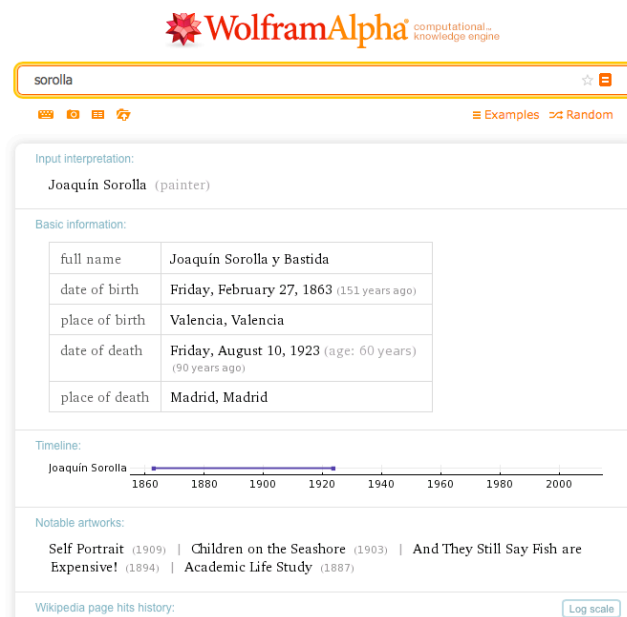 WolframAlpha computational... knowledge engine
sorolla
Examples Random
Input interpretation:
Joaquín Sorolla (painter)
Basic information:
full name Joaquín Sorolla y Bastida
date of birth Friday, February 27, 1863 (151 years ago)
place of birth Valencia, Valencia
date of death Friday, August 10, 1923 (age: 60 years)
(90 years ago)
place of death Madrid, Madrid
Timeline:
Joaquín Sorolla
1860 1880 1900 1920 1940 1960 1980 2000
Notable artworks:
Self Portrait (1909) | Children on the Seashore (1903) | And They Still Say Fish are
Expensive! (1894) | Academic Life Study (1887)
Wikipedia page hits history: Log scale